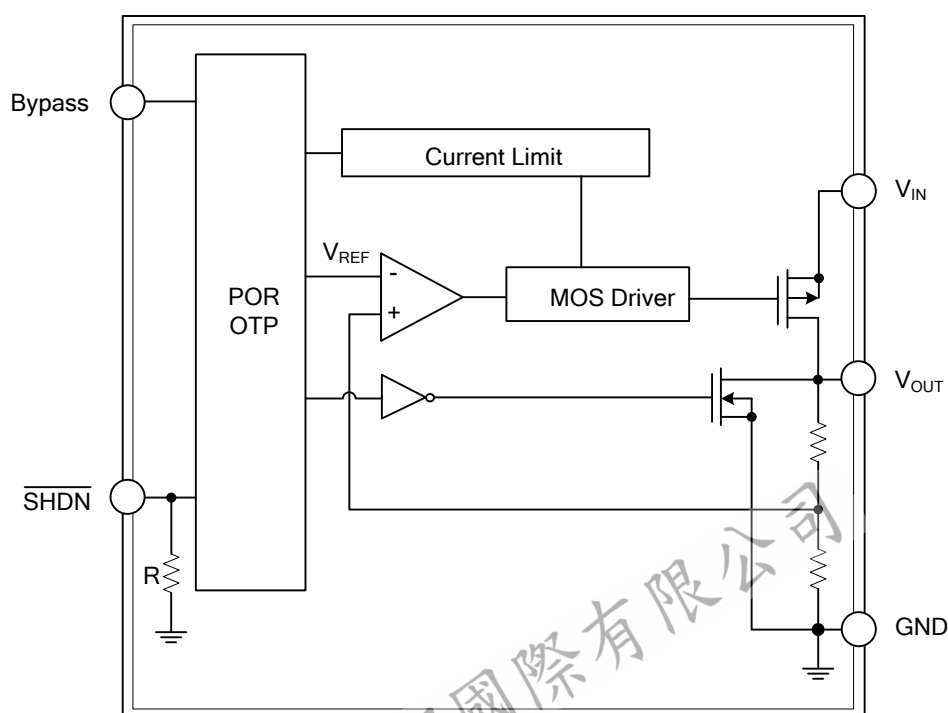 Bypass
Current Limit
V_IN
V_REF
-
POR
OTP
MOS Driver
+
V_OUT
SHDN
R
GND
國際有限公司